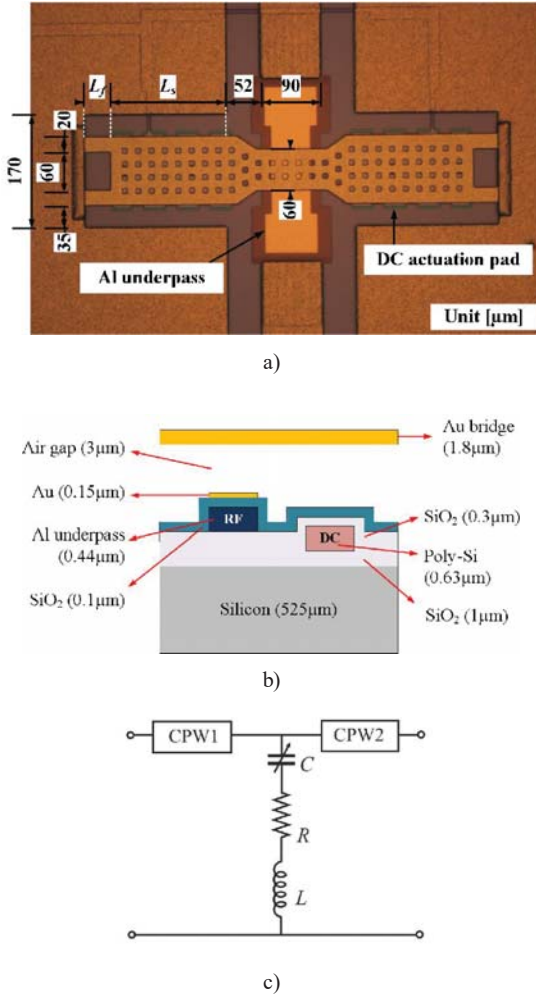 L_f
L_s
52
90
20
170
60
35
60
Al underpass
DC actuation pad
Unit [µm]
a)
Au bridge
(1.8µm)
Air gap (3µm)
Au (0.15µm)
RF
SiO₂ (0.3µm)
Al underpass
(0.44µm)
DC
Poly-Si
(0.63µm)
SiO₂ (0.1µm)
Silicon (525µm)
SiO₂ (1µm)
b)
CPW1
CPW2
C
R
L
c)